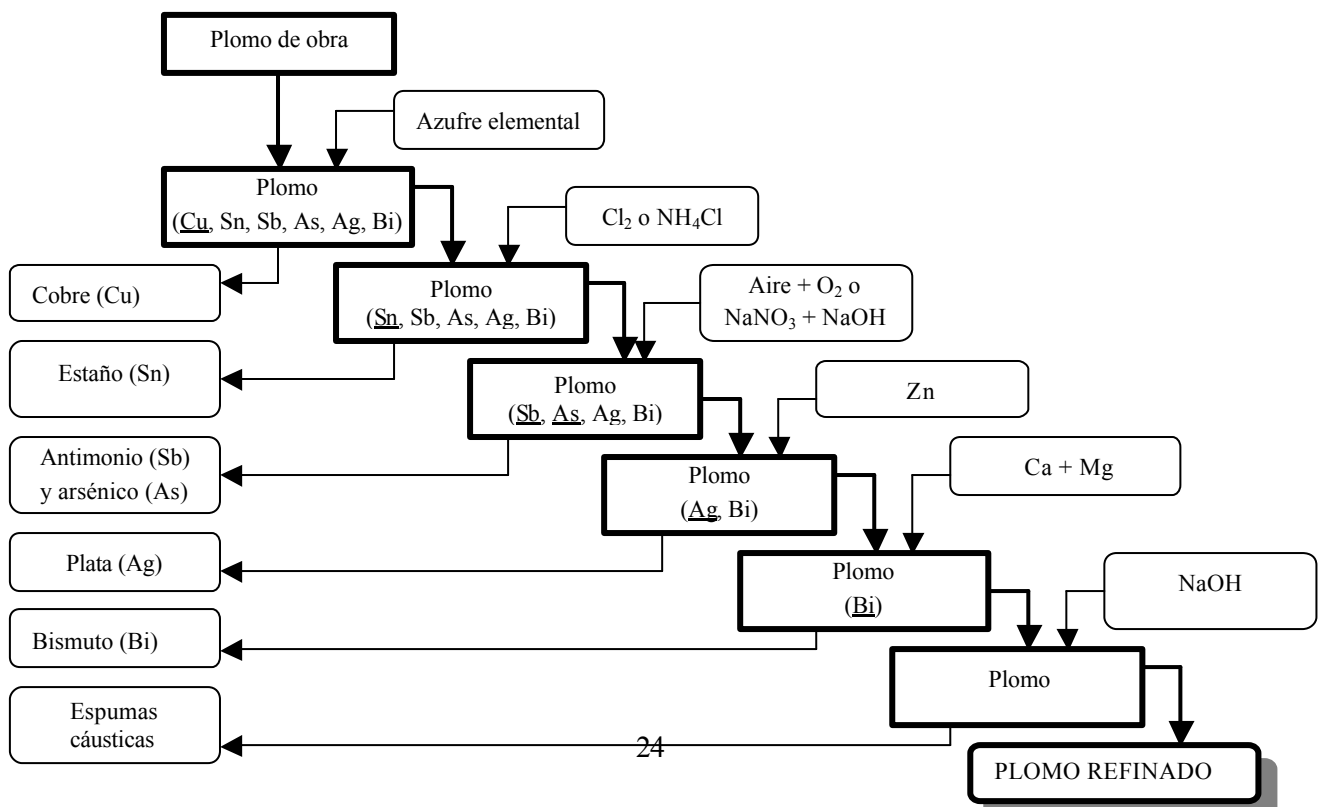 Plomo de obra
Azufre elemental
Plomo
(Cu, Sn, Sb, As, Ag, Bi)
Cl₂ o NH₄Cl
Cobre (Cu)
Plomo
(Sn, Sb, As, Ag, Bi)
Aire + O₂ o
NaNO₃ + NaOH
Estaño (Sn)
Plomo
(Sb, As, Ag, Bi)
Zn
Antimonio (Sb)
y arsénico (As)
Plomo
(Ag, Bi)
Ca + Mg
Plata (Ag)
Plomo
(Bi)
NaOH
Bismuto (Bi)
Plomo
Espumas
cáusticas
24
PLOMO REFINADO